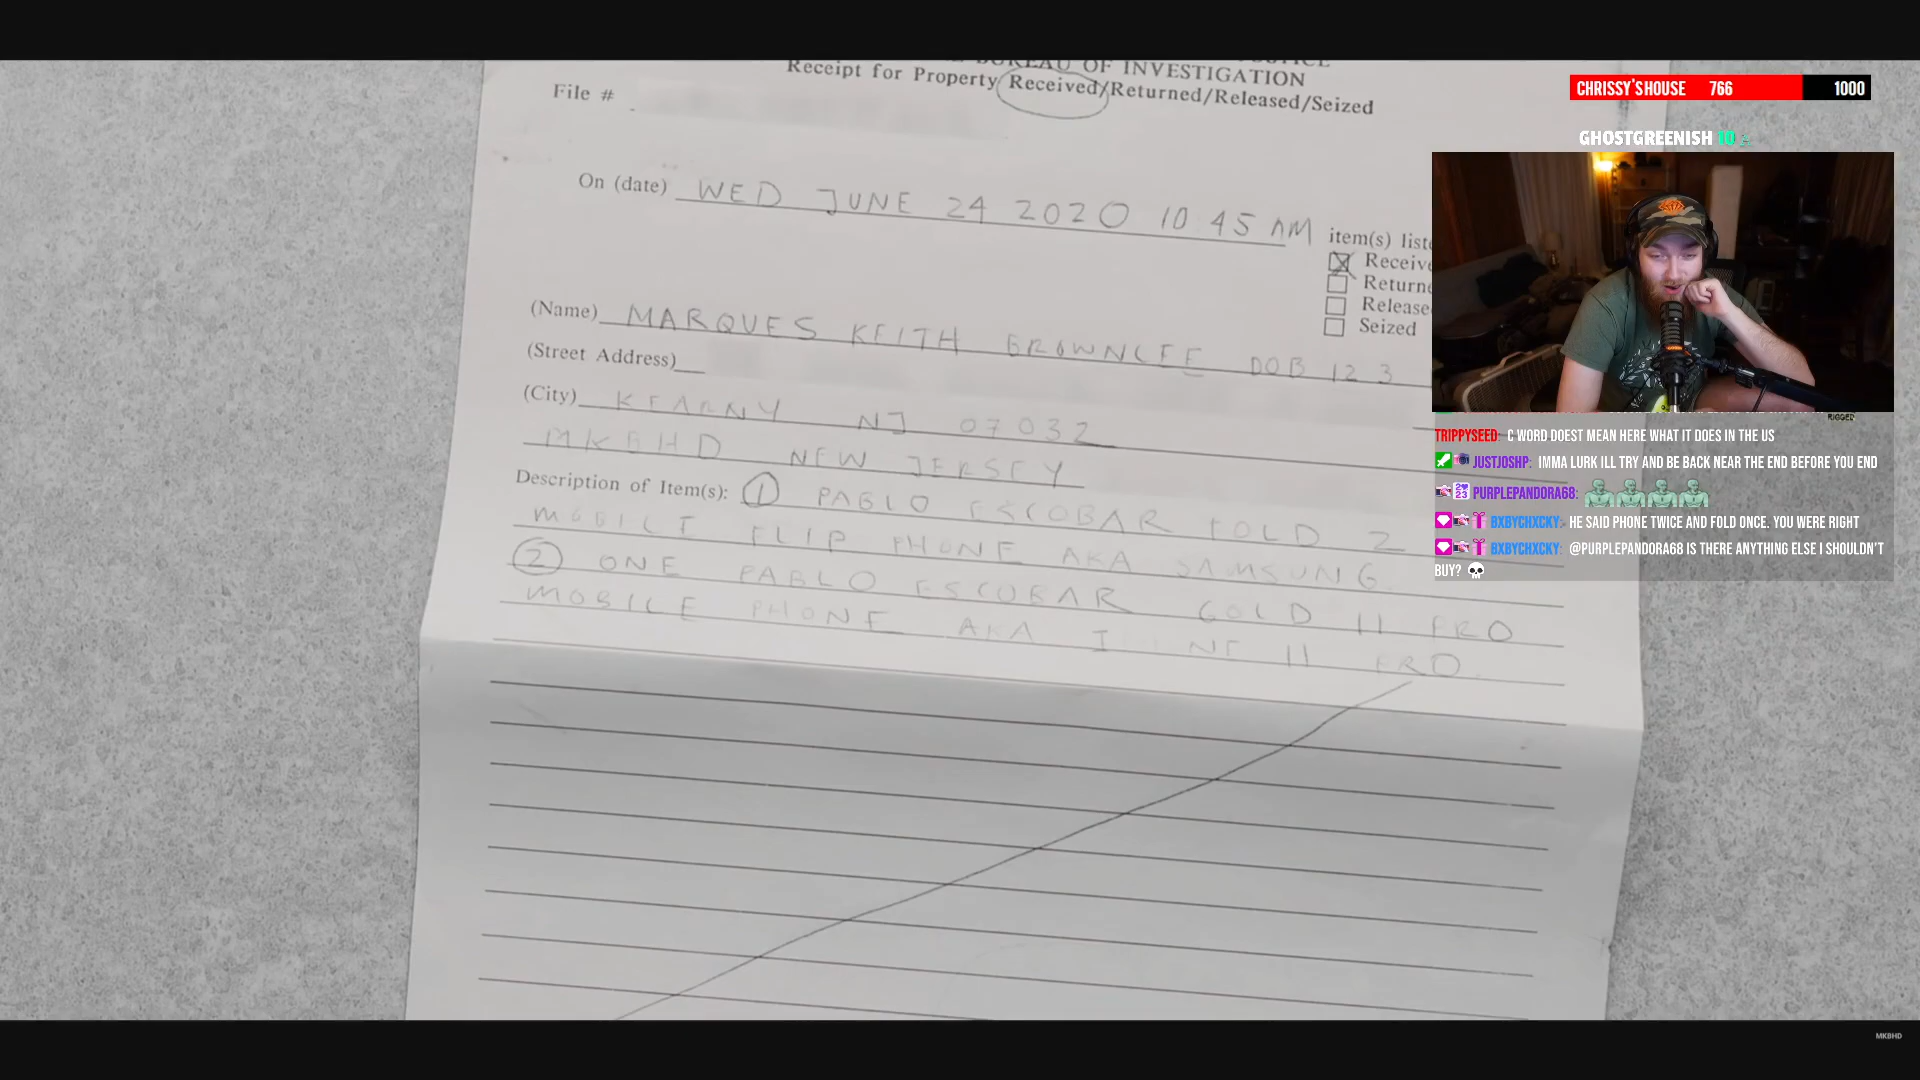 BUREAU OF INVESTIGATION
Receipt for Property Received/Returned/Released/Seized
File #
On (date) WED JUNE 24 2020 10 45 AM
item(s) liste
Receive
Returne
Release
Seized
(Name) MARQUES KEITH BROWNLEE DOB 12 3
(Street Address)
(City) KEARNY NJ 07032
MKBHD NEW JERSEY
Description of Item(s): 1 PABLO ESCOBAR FOLD 2
MOBILE FLIP PHONE AKA SAMSUNG
2 ONE PABLO ESCOBAR GOLD 11 PRO
MOBILE PHONE AKA 11 PRO
CHRISSY'S HOUSE 766 1000
GHOSTGREENISH 10
RIGGED
TRIPPYSEED: C WORD DOEST MEAN HERE WHAT IT DOES IN THE US
JUSTJOSHP: IMMA LURK ILL TRY AND BE BACK NEAR THE END BEFORE YOU END
PURPLEPANDORA68:
BXBYCHXCKY: HE SAID PHONE TWICE AND FOLD ONCE. YOU WERE RIGHT
BXBYCHXCKY: @PURPLEPANDORA68 IS THERE ANYTHING ELSE I SHOULDN'T
BUY?
MKBHD